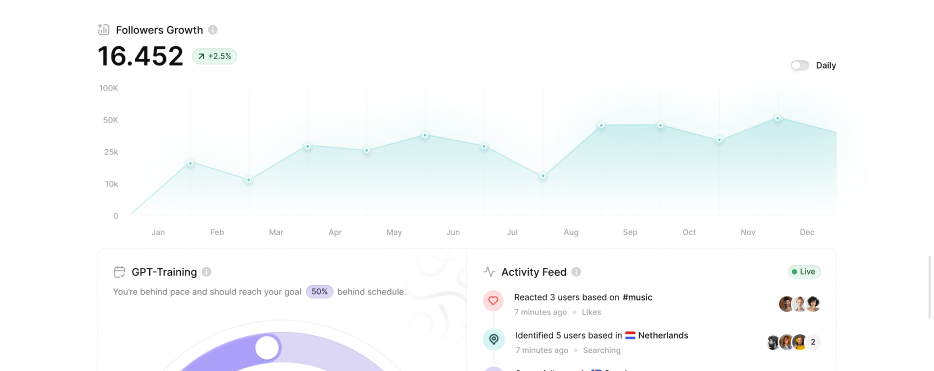 Followers Growth
16.452 +2.5%
Daily
100K
50K
25k
10k
0
Jan Feb Mar Apr May Jun Jul Aug Sep Oct Nov Dec
GPT-Training
You're behind pace and should reach your goal 50% behind schedule.
Activity Feed Live
Reacted 3 users based on #music
7 minutes ago Likes
Identified 5 users based in Netherlands
7 minutes ago Searching
2